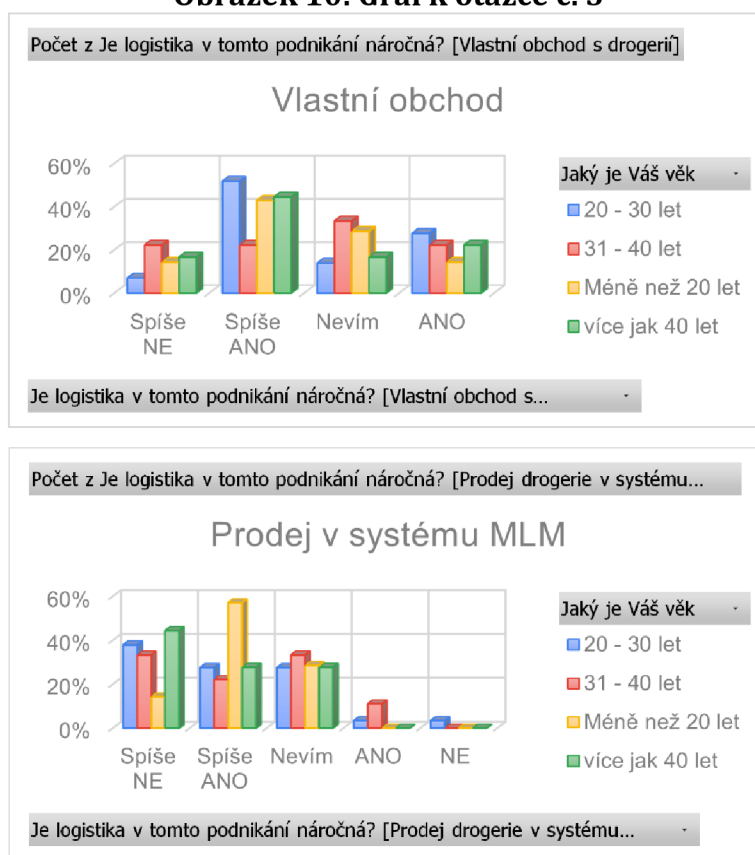 Počet z Je logistika v tomto podnikání náročná? [Vlastní obchod s drogerií]
Vlastní obchod
60%
40%
20%
0%
Spíše NE
Spíše ANO
Nevím
ANO
Jaký je Váš věk
20 - 30 let
31 - 40 let
Méně než 20 let
více jak 40 let
Je logistika v tomto podnikání náročná? [Vlastní obchod s...
Počet z Je logistika v tomto podnikání náročná? [Prodej drogerie v systému...
Prodej v systému MLM
60%
40%
20%
0%
Spíše NE
Spíše ANO
Nevím
ANO
NE
Jaký je Váš věk
20 - 30 let
31 - 40 let
Méně než 20 let
více jak 40 let
Je logistika v tomto podnikání náročná? [Prodej drogerie v systému...